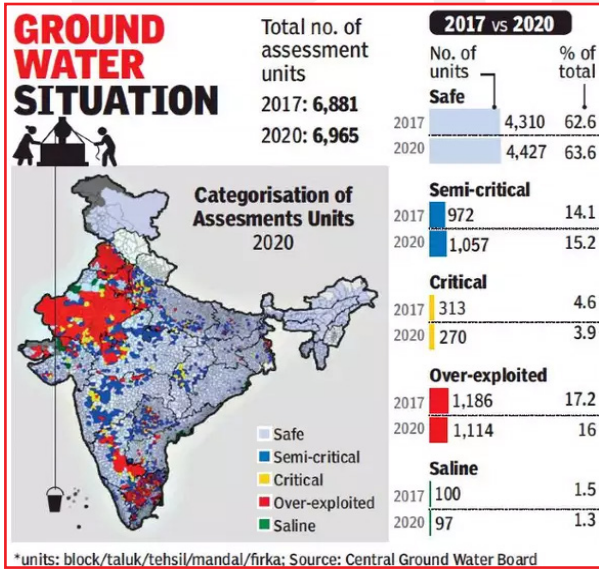 GROUND
WATER
SITUATION
Total no. of
assessment
units
2017: 6,881
2020: 6,965
2017 vs 2020
No. of
units
% of
total
Safe
2017 4,310 62.6
2020 4,427 63.6
Semi-critical
2017 972 14.1
2020 1,057 15.2
Critical
2017 313 4.6
2020 270 3.9
Over-exploited
2017 1,186 17.2
2020 1,114 16
Saline
2017 100 1.5
2020 97 1.3
Categorisation of
Assesments Units
2020
Safe
Semi-critical
Critical
Over-exploited
Saline
*units: block/taluk/tehsil/mandal/firka; Source: Central Ground Water Board